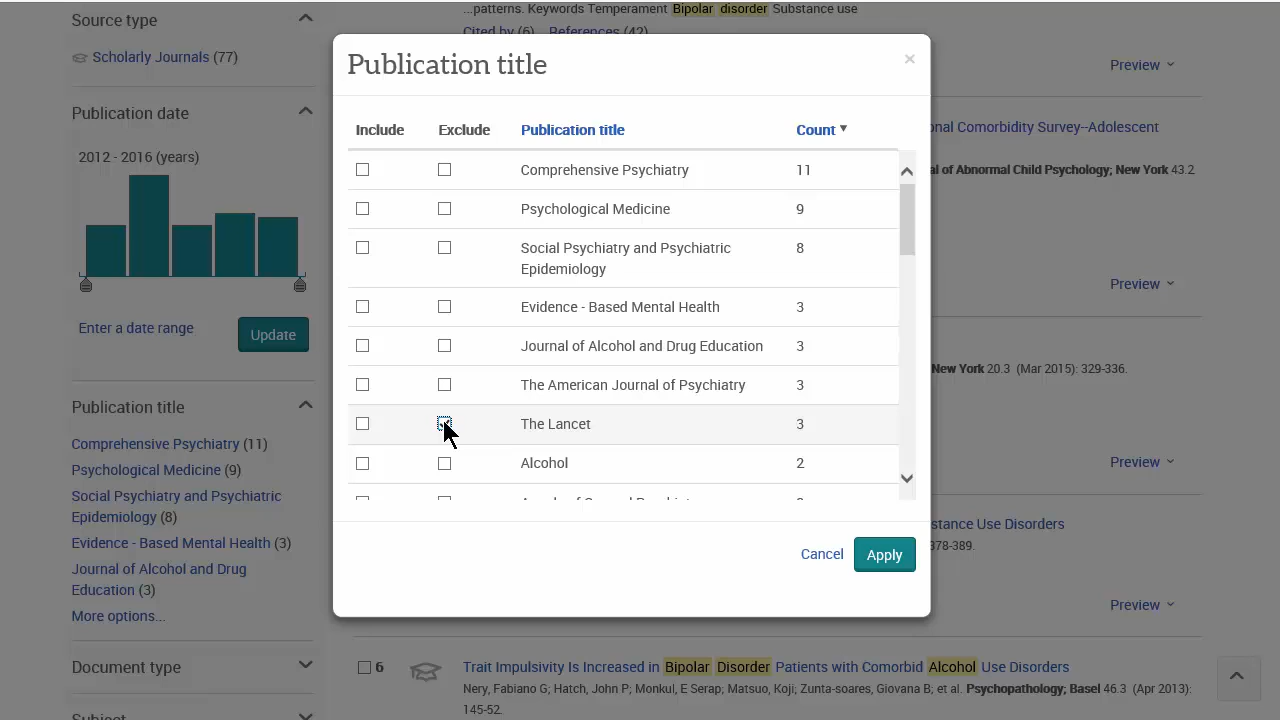 Source type
Scholarly Journals (77)
Publication date
2012 - 2016 (years)
Enter a date range
Update
Publication title
Comprehensive Psychiatry (11)
Psychological Medicine (9)
Social Psychiatry and Psychiatric
Epidemiology (8)
Evidence - Based Mental Health (3)
Journal of Alcohol and Drug
Education (3)
More options...
Document type
Subject
...patterns. Keywords Temperament Bipolar disorder Substance use
Cited by (6) References (42)
Preview
onal Comorbidity Survey--Adolescent
al of Abnormal Child Psychology; New York 43.2
Preview
New York 20.3 (Mar 2015): 329-336.
Preview
stance Use Disorders
378-389.
Preview
6
Trait Impulsivity Is Increased in Bipolar Disorder Patients with Comorbid Alcohol Use Disorders
Nery, Fabiano G; Hatch, John P; Monkul, E Serap; Matsuo, Koji; Zunta-soares, Giovana B; et al. Psychopathology; Basel 46.3 (Apr 2013):
145-52.
Publication title
×
Include Exclude Publication title Count
Comprehensive Psychiatry 11
Psychological Medicine 9
Social Psychiatry and Psychiatric
Epidemiology 8
Evidence - Based Mental Health 3
Journal of Alcohol and Drug Education 3
The American Journal of Psychiatry 3
The Lancet 3
Alcohol 2
Cancel Apply